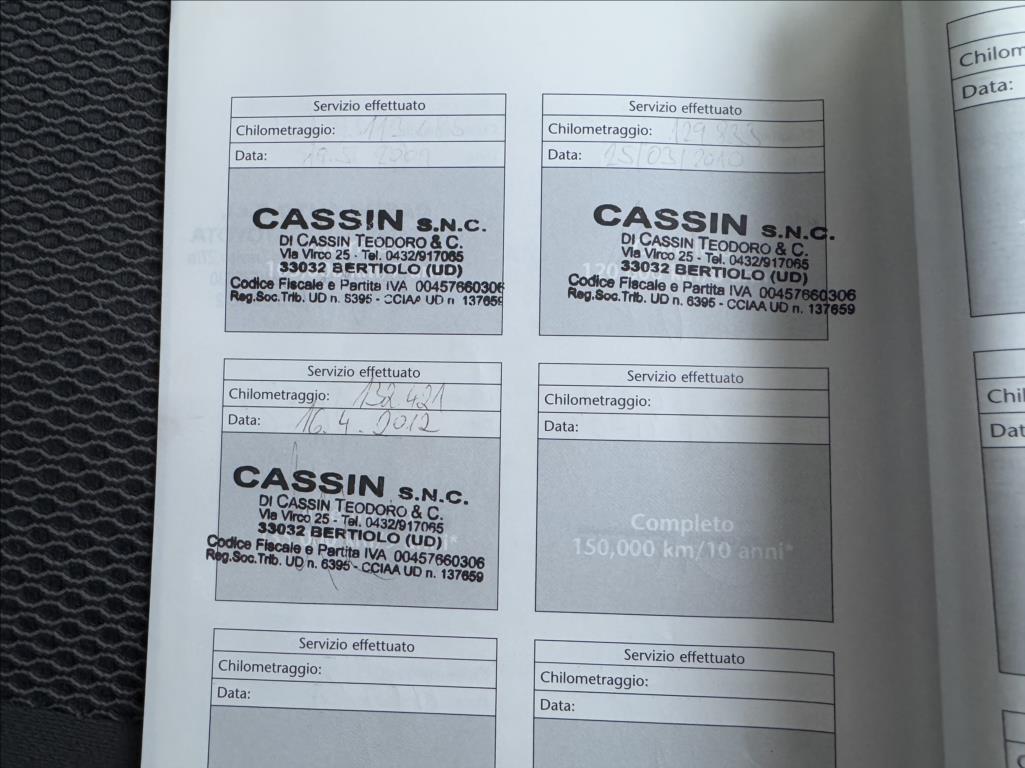 Servizio effettuato
Chilometraggio:
Data:
CASSIN S.N.C.
DI CASSIN TEODORO & C.
Via Virco 25 - Tel. 0432/917065
33032 BERTIOLO (UD)
Codice Fiscale e Partita IVA 00457660306
Reg.Soc.Trib. UD n. 6395 - CCIAA UD n 137659
Servizio effettuato
Chilometraggio:
Data: 25/03/2010
CASSIN S.N.C.
DI CASSIN TEODORO & C.
Via Virco 25 - Tel. 0432/917065
33032 BERTIOLO (UD)
Codice Fiscale e Partita IVA 00457660306
Reg.Soc.Trib. UD n. 6395 - CCIAA UD n. 137659
Servizio effettuato
Chilometraggio: 132 421
Data: 16.4.2012
CASSIN S.N.C.
DI CASSIN TEODORO & C.
Via Virco 25 - Tel. 0432/917065
33032 BERTIOLO (UD)
Codice Fiscale e Partita IVA 00457660306
Reg.Soc.Trib. UD n. 6395 - CCIAA UD n. 137659
Servizio effettuato
Chilometraggio:
Data:
Completo
150,000 km/10 anni*
Servizio effettuato
Chilometraggio:
Data:
Servizio effettuato
Chilometraggio:
Data:
Chilom
Data:
Chil
Dat